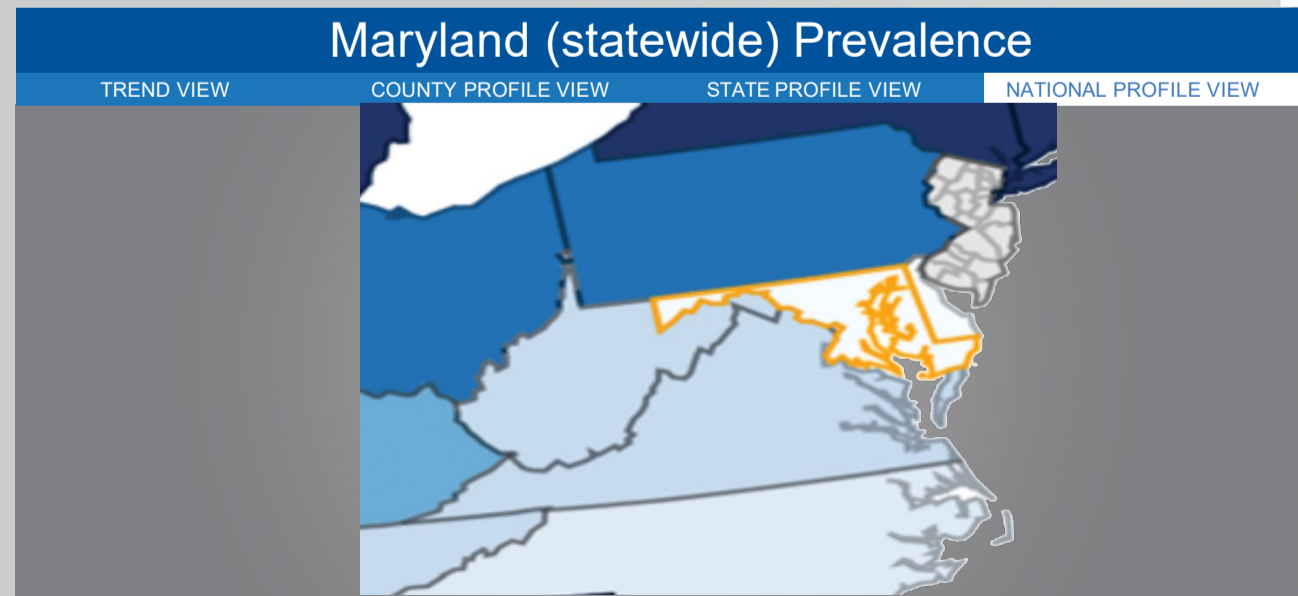 Maryland (statewide) Prevalence
TREND VIEW
COUNTY PROFILE VIEW
STATE PROFILE VIEW
NATIONAL PROFILE VIEW